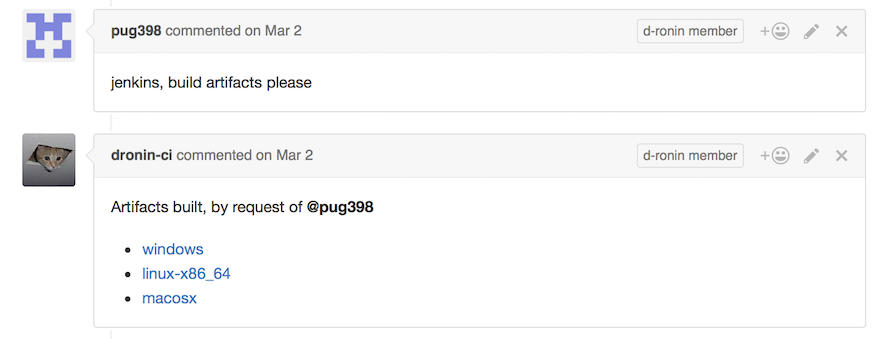 pug398 commented on Mar 2 d-ronin member
jenkins, build artifacts please
dronin-ci commented on Mar 2 d-ronin member
Artifacts built, by request of @pug398
windows
linux-x86_64
macosx